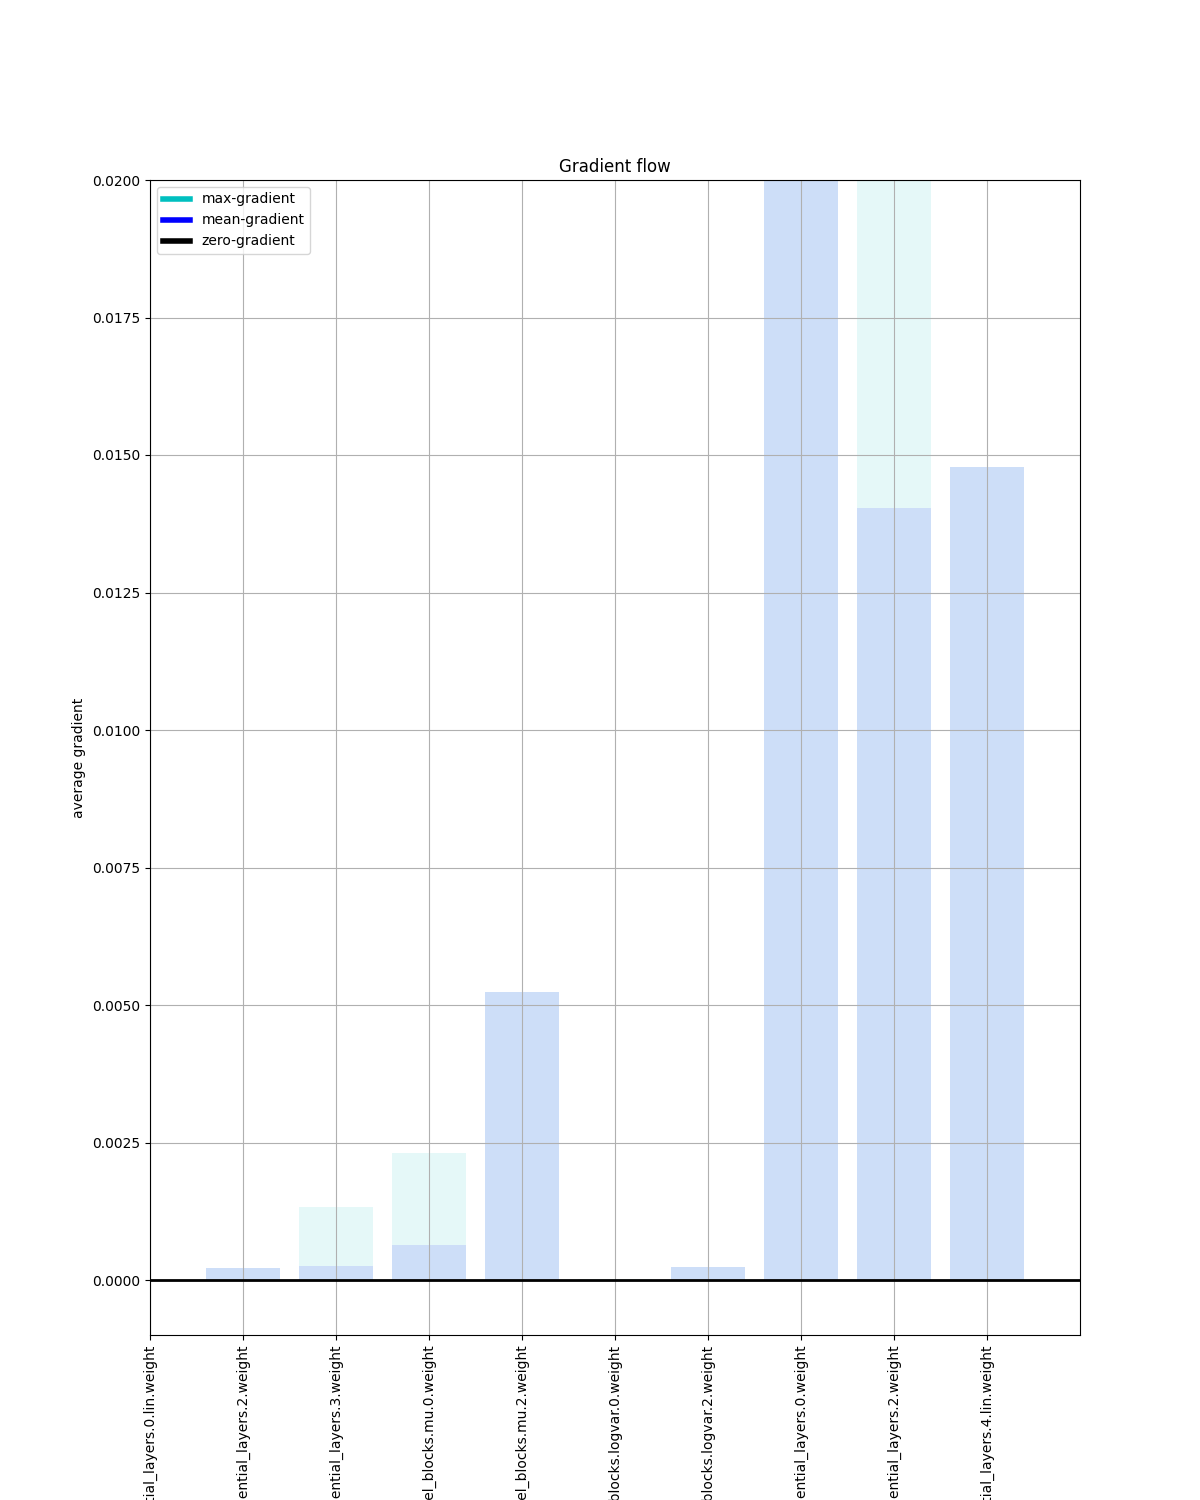 Gradient flow
max-gradient
mean-gradient
zero-gradient
0.0200
0.0175
0.0150
0.0125
0.0100
0.0075
0.0050
0.0025
0.0000
average gradient
tial_layers.0.lin.weight
ential_layers.2.weight
ential_layers.3.weight
el_blocks.mu.0.weight
el_blocks.mu.2.weight
blocks.logvar.0.weight
blocks.logvar.2.weight
ential_layers.0.weight
ential_layers.2.weight
tial_layers.4.lin.weight